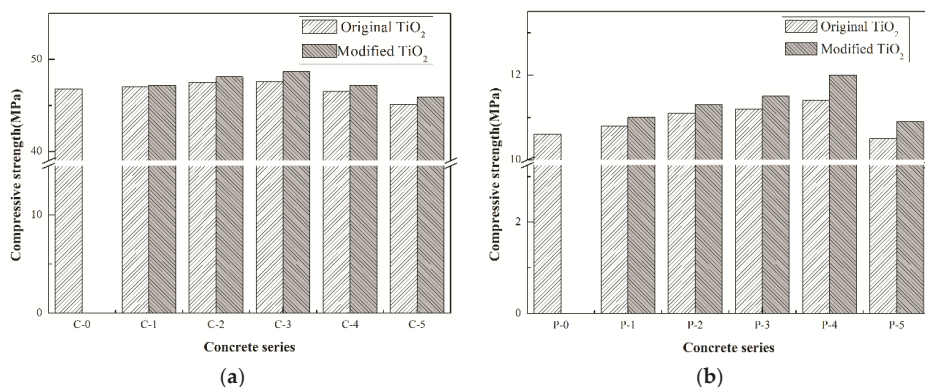 Original TiO2
Modified TiO2
50
40
10
0
Compressive strength(MPa)
C-0 C-1 C-2 C-3 C-4 C-5
Concrete series
(a)
Original TiO2
Modified TiO2
12
10
2
0
Compressive strength(MPa)
P-0 P-1 P-2 P-3 P-4 P-5
Concrete series
(b)